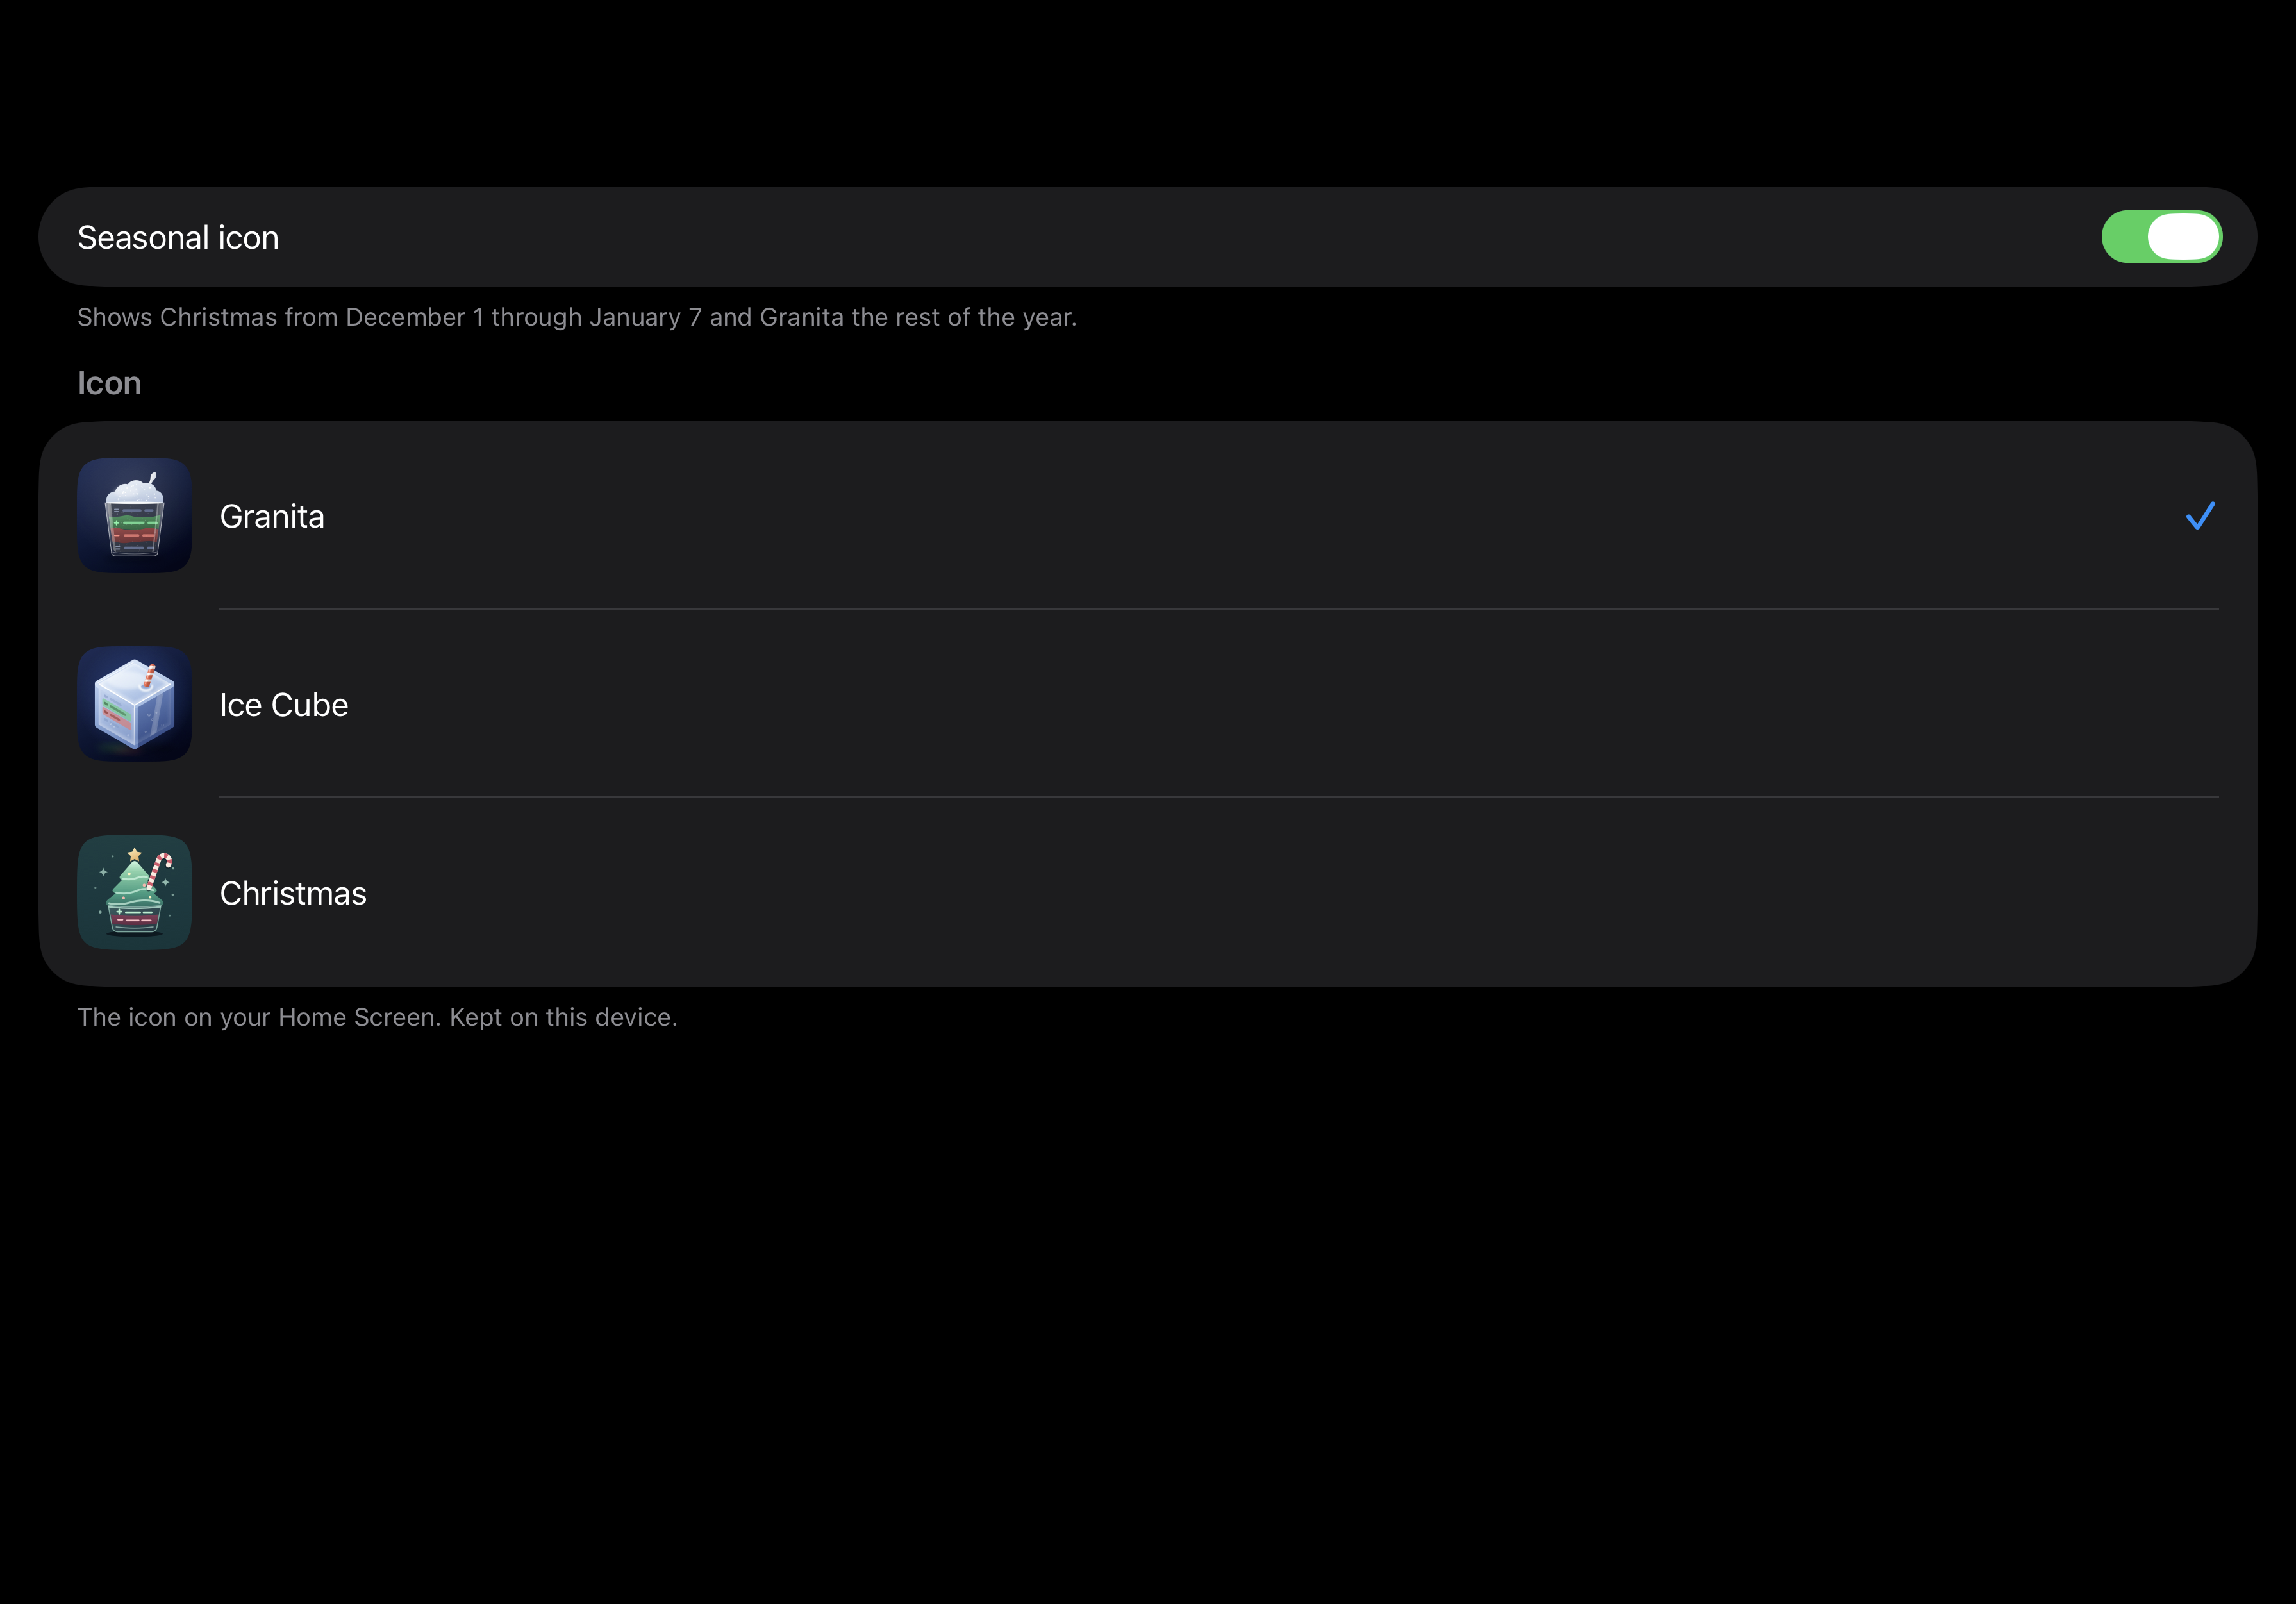 Seasonal icon
Shows Christmas from December 1 through January 7 and Granita the rest of the year.
Icon
Granita
Ice Cube
Christmas
The icon on your Home Screen. Kept on this device.